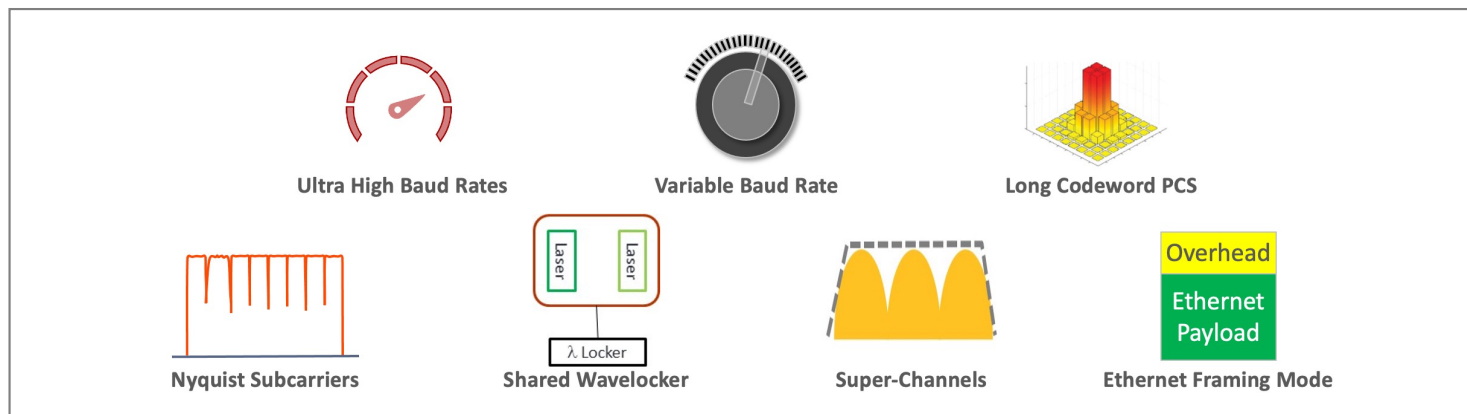 Ultra High Baud Rates
Variable Baud Rate
Long Codeword PCS
Laser
Laser
λ Locker
Overhead
Ethernet
Payload
Nyquist Subcarriers
Shared Wavelocker
Super-Channels
Ethernet Framing Mode